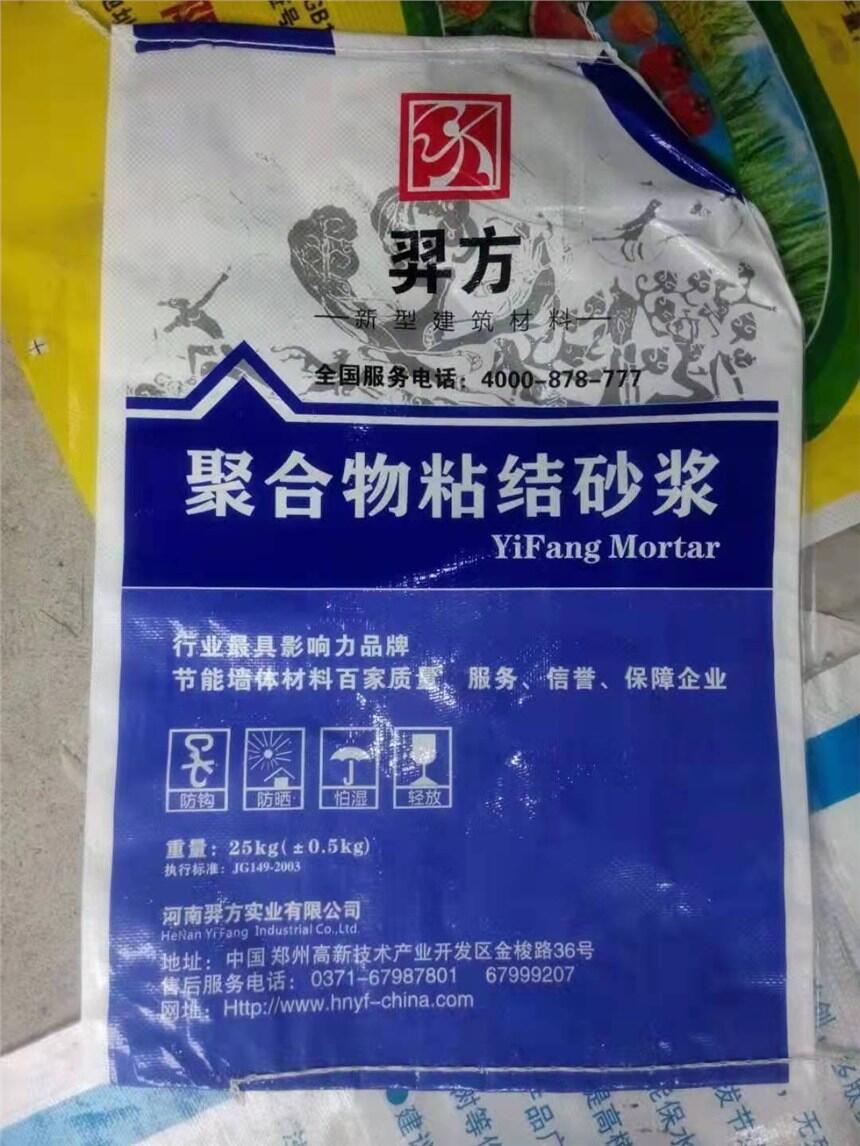 羿方
新型建筑材料
全国服务电话：4000-878-777
聚合物粘结砂浆
YiFang Mortar
行业最具影响力品牌
节能墙体材料百家质量、服务、信誉、保障企业
防钩 防晒 怕湿 轻放
重量：25kg(±0.5kg)
执行标准：JG149-2003
河南羿方实业有限公司
HeNan YiFang Industrial Co.,Ltd.
地址：中国 郑州高新技术产业开发区金梭路36号
售后服务电话：0371-67987801 67999207
网址：Http://www.hnyf-china.com